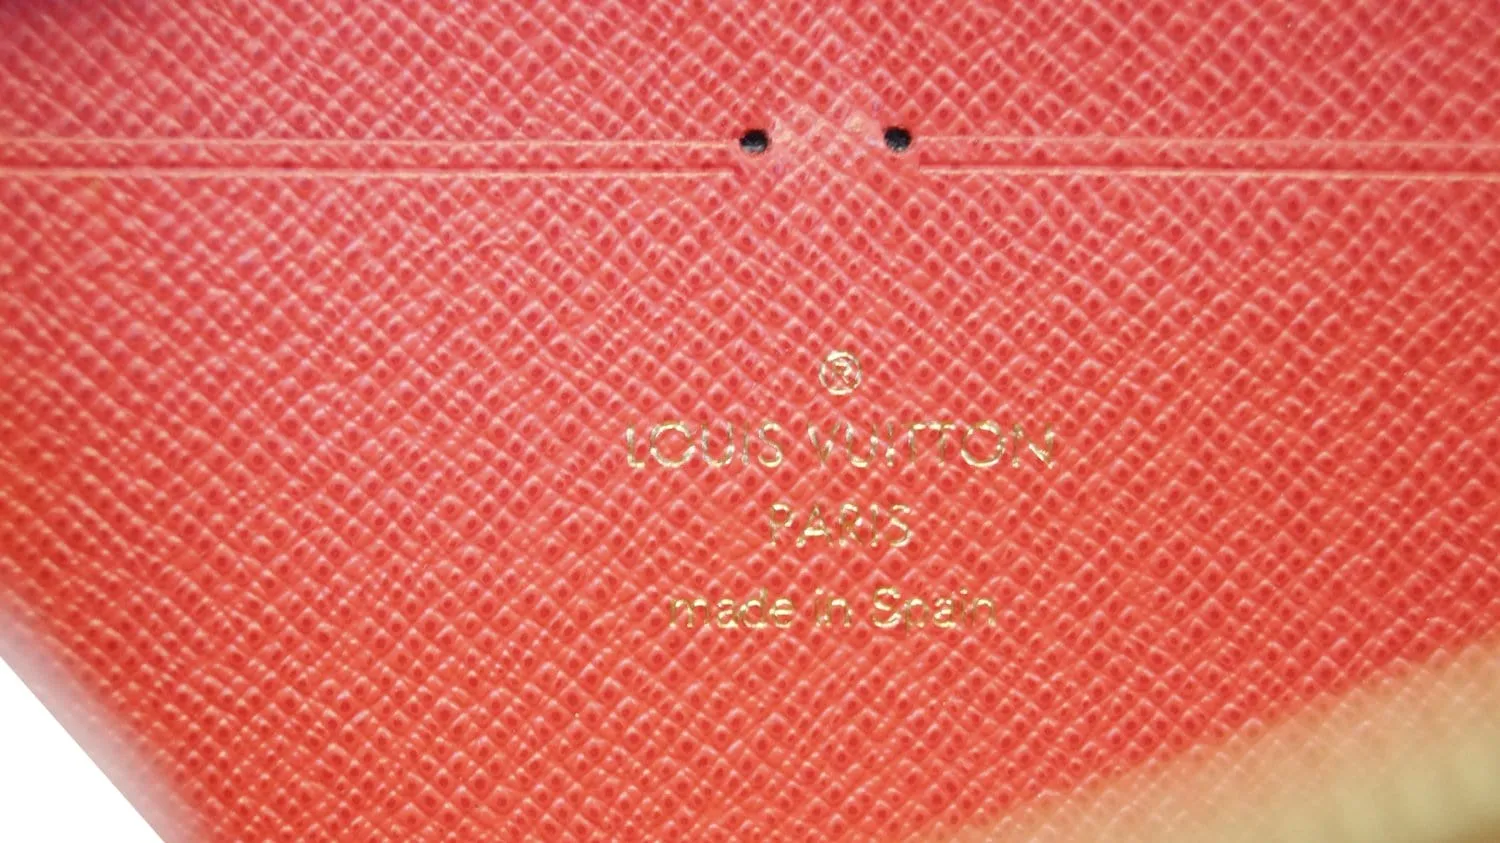 ®
LOUIS VUITTON
PARIS
made in Spain